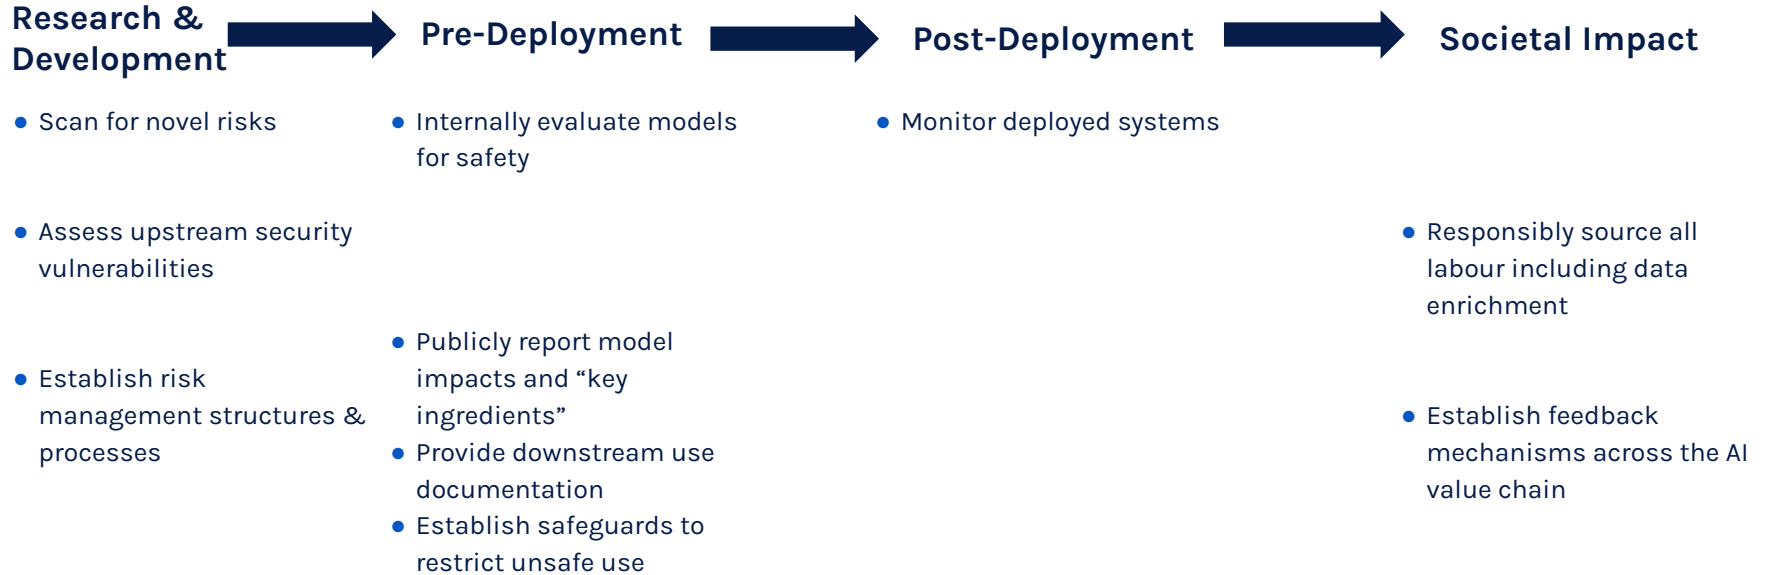 Research &
Development
Pre-Deployment
Post-Deployment
Societal Impact
● Scan for novel risks
● Assess upstream security
vulnerabilities
● Establish risk
management structures &
processes
● Internally evaluate models
for safety
● Publicly report model
impacts and “key
ingredients”
● Provide downstream use
documentation
● Establish safeguards to
restrict unsafe use
● Monitor deployed systems
● Responsibly source all
labour including data
enrichment
● Establish feedback
mechanisms across the AI
value chain